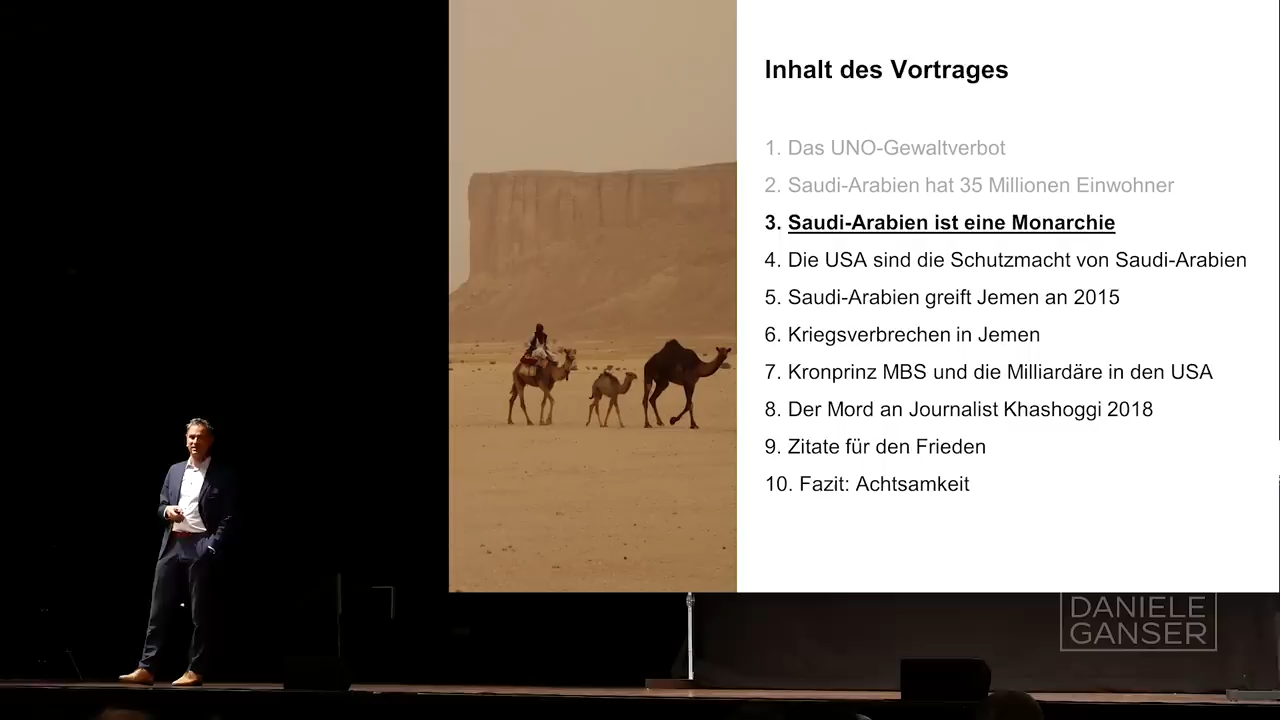 Inhalt des Vortrages
1. Das UNO-Gewaltverbot
2. Saudi-Arabien hat 35 Millionen Einwohner
3. Saudi-Arabien ist eine Monarchie
4. Die USA sind die Schutzmacht von Saudi-Arabien
5. Saudi-Arabien greift Jemen an 2015
6. Kriegsverbrechen in Jemen
7. Kronprinz MBS und die Milliardäre in den USA
8. Der Mord an Journalist Khashoggi 2018
9. Zitate für den Frieden
10. Fazit: Achtsamkeit
DANIELE
GANSER